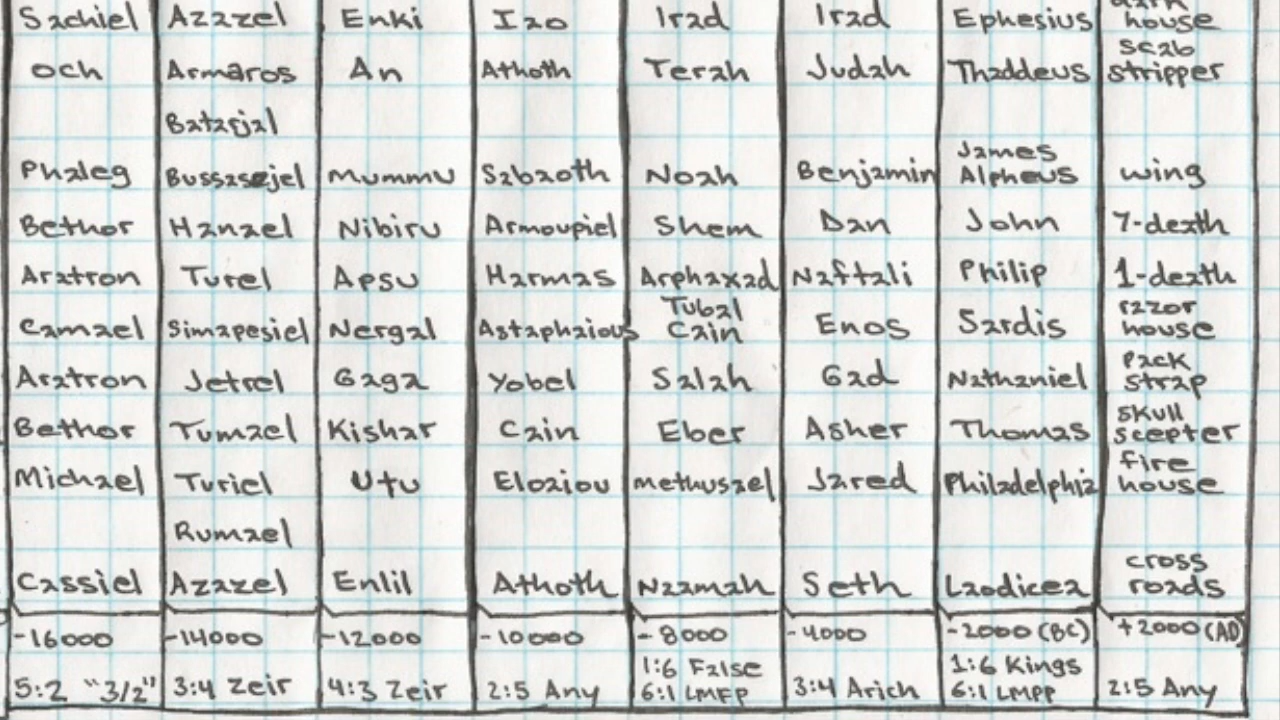 Sachiel Azazel Enki Iao Irad Irad Ephesius house
och Armaros An Athoth Terah Judah Thaddeus scab stripper
Batarjal
Phaleg Bussasejel mummu Sabaoth Noah Benjamin James Alpheus wing
Bethor Hanael Nibiru Armoupiel Shem Dan John 7-death
Aratron Turel Apsu Harmas Arphaxad Naftali Philip 1-death
Camael Simapesiel Nergal Astaphaious Tubal Cain Enos Sardis razor house
Aratron Jetrel Gaga Yobel Salah Gad Nathaniel pack strap
Bethor Tumael Kishar Cain Eber Asher Thomas skull scepter
Michael Turiel Utu Eloaiou methusael Jared Philadelphia fire house
Rumael
Cassiel Azazel Enlil Athoth Naamah Seth Laodicea cross roads
-16000 -14000 -12000 -10000 -8000 -4000 -2000 (BC) +2000 (AD)
5:2 "3/2" 3:4 Zeir 4:3 Zeir 2:5 Any 1:6 False 6:1 LMFP 3:4 Arich 1:6 Kings 6:1 LMPP 2:5 Any